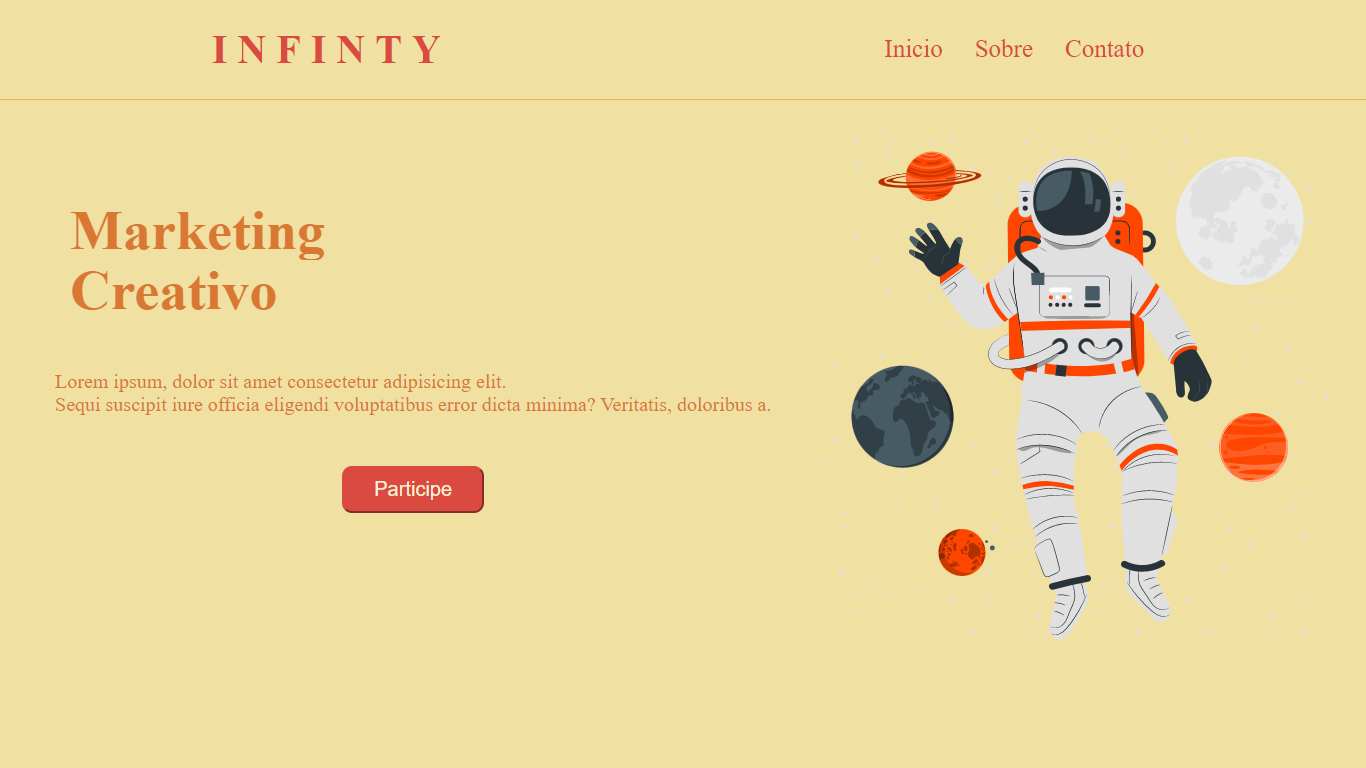 INFINTY
Inicio Sobre Contato
Marketing
Creativo
Lorem ipsum, dolor sit amet consectetur adipisicing elit.
Sequi suscipit iure officia eligendi voluptatibus error dicta minima? Veritatis, doloribus a.
Participe